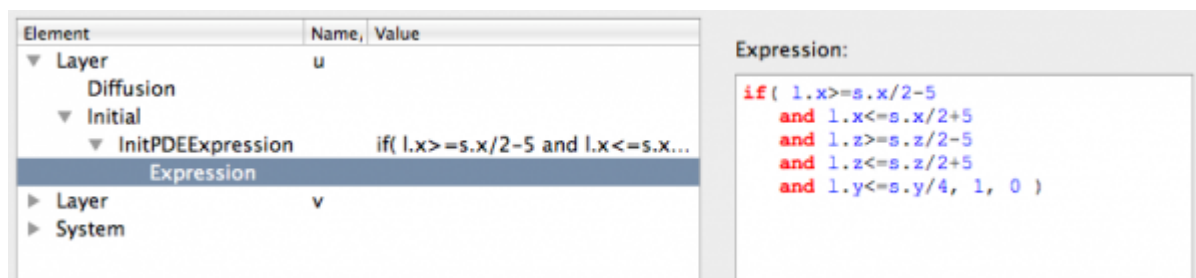 Element Name, Value
Layer u
Diffusion
Initial
InitPDEExpression if( l.x>=s.x/2-5 and l.x<=s.x...
Expression
Layer v
System
Expression:
if( l.x>=s.x/2-5
and l.x<=s.x/2+5
and l.z>=s.z/2-5
and l.z<=s.z/2+5
and l.y<=s.y/4, 1, 0 )